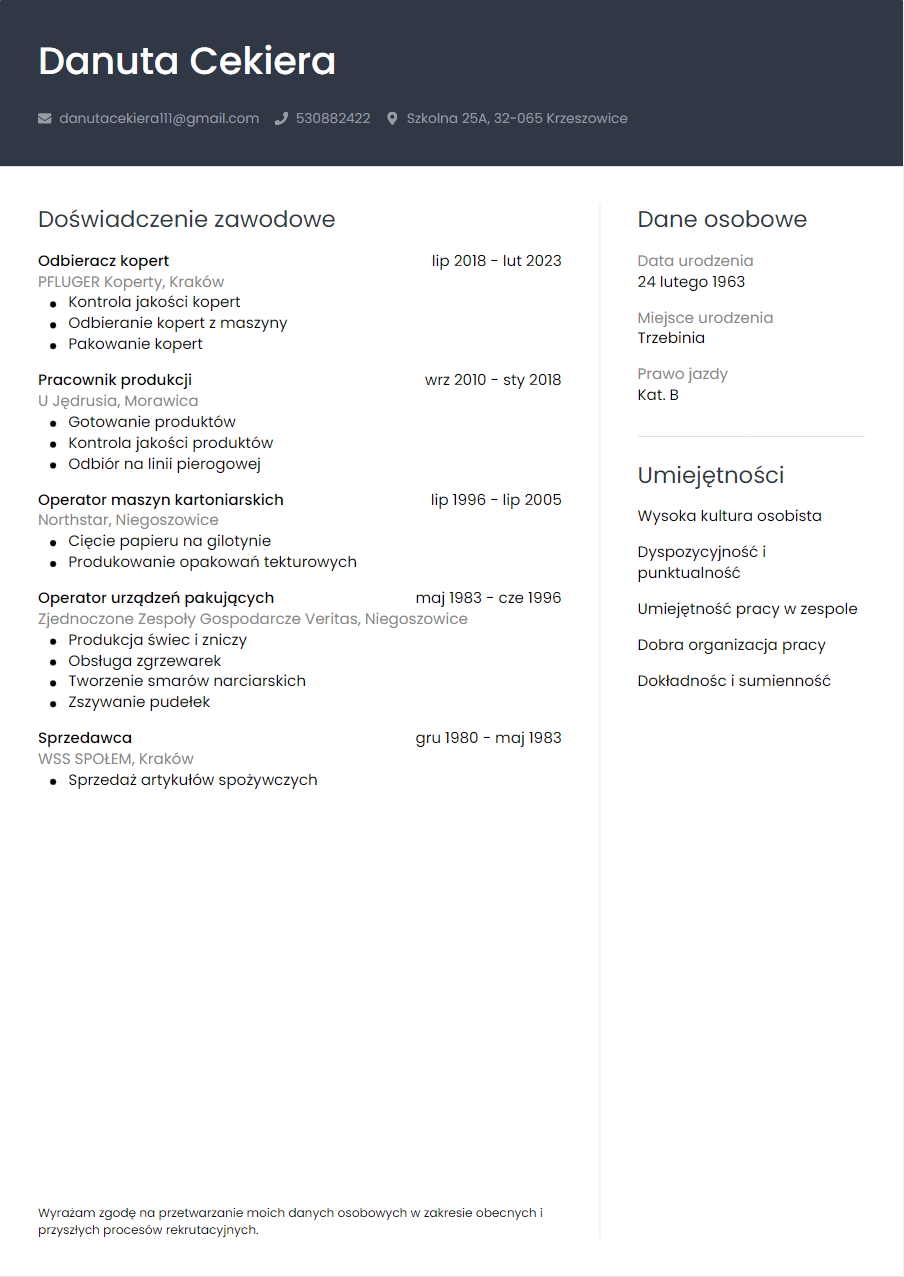 Danuta Cekiera
danutacekiera111@gmail.com 530882422 Szkolna 25A, 32-065 Krzeszowice
Doświadczenie zawodowe
Odbieracz kopert lip 2018 - lut 2023
PFLUGER Koperty, Kraków
Kontrola jakości kopert
Odbieranie kopert z maszyny
Pakowanie kopert
Pracownik produkcji wrz 2010 - sty 2018
U Jędrusia, Morawica
Gotowanie produktów
Kontrola jakości produktów
Odbiór na linii pierogowej
Operator maszyn kartoniarskich lip 1996 - lip 2005
Northstar, Niegoszowice
Cięcie papieru na gilotynie
Produkowanie opakowań tekturowych
Operator urządzeń pakujących maj 1983 - cze 1996
Zjednoczone Zespoły Gospodarcze Veritas, Niegoszowice
Produkcja świec i zniczy
Obsługa zgrzewarek
Tworzenie smarów narciarskich
Zszywanie pudełek
Sprzedawca gru 1980 - maj 1983
WSS SPOŁEM, Kraków
Sprzedaż artykułów spożywczych
Wyrażam zgodę na przetwarzanie moich danych osobowych w zakresie obecnych i
przyszłych procesów rekrutacyjnych.
Dane osobowe
Data urodzenia
24 lutego 1963
Miejsce urodzenia
Trzebinia
Prawo jazdy
Kat. B
Umiejętności
Wysoka kultura osobista
Dyspozycyjność i
punktualność
Umiejętność pracy w zespole
Dobra organizacja pracy
Dokładnośc i sumienność